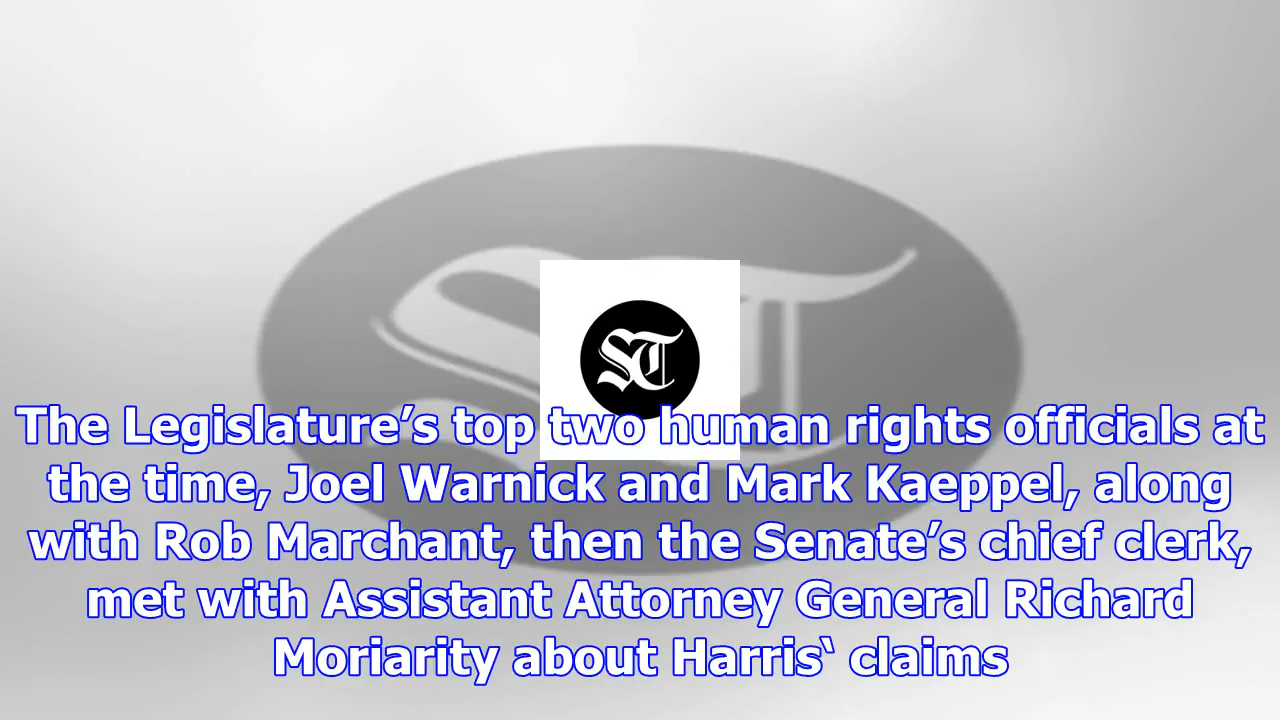 ST
The Legislature’s top two human rights officials at
the time, Joel Warnick and Mark Kaeppel, along
with Rob Marchant, then the Senate’s chief clerk,
met with Assistant Attorney General Richard
Moriarity about Harris‛ claims